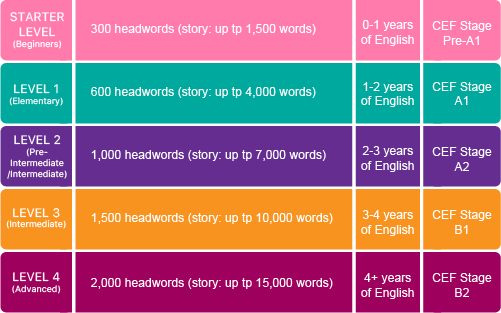 STARTER
LEVEL
(Beginners)
300 headwords (story: up tp 1,500 words)
0-1 years
of English
CEF Stage
Pre-A1
LEVEL 1
(Elementary)
600 headwords (story: up tp 4,000 words)
1-2 years
of English
CEF Stage
A1
LEVEL 2
(Pre-
Intermediate
/Intermediate)
1,000 headwords (story: up tp 7,000 words)
2-3 years
of English
CEF Stage
A2
LEVEL 3
(Intermediate)
1,500 headwords (story: up tp 10,000 words)
3-4 years
of English
CEF Stage
B1
LEVEL 4
(Advanced)
2,000 headwords (story: up tp 15,000 words)
4+ years
of English
CEF Stage
B2